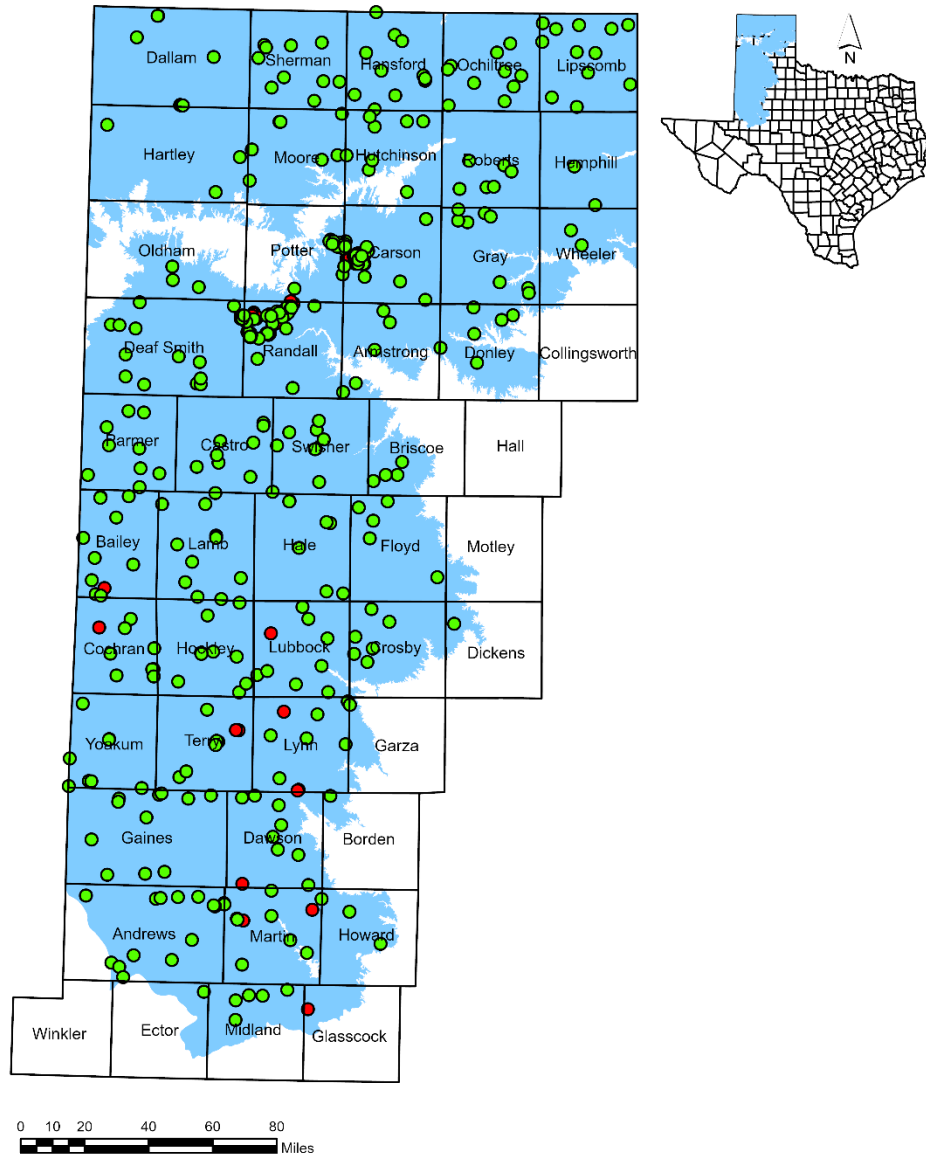 Dallam
Sherman
Hansford
Ochiltree
Lipscomb
N
Hartley
Moore
Hutchinson
Roberts
Hemphill
Oldham
Potter
Carson
Gray
Wheeler
Deaf Smith
Randall
Armstrong
Donley
Collingsworth
Parmer
Castro
Swisher
Briscoe
Hall
Bailey
Lamb
Hale
Floyd
Motley
Cochran
Hockley
Lubbock
Crosby
Dickens
Yoakum
Terry
Lynn
Garza
Gaines
Dawson
Borden
Andrews
Martin
Howard
Winkler
Ector
Midland
Glasscock
0 10 20 40 60 80
Miles